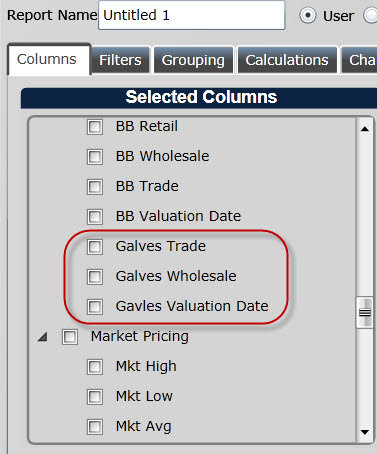 Report Name Untitled 1 User
Columns Filters Grouping Calculations Cha
Selected Columns
BB Retail
BB Wholesale
BB Trade
BB Valuation Date
Galves Trade
Galves Wholesale
Gavles Valuation Date
Market Pricing
Mkt High
Mkt Low
Mkt Avg